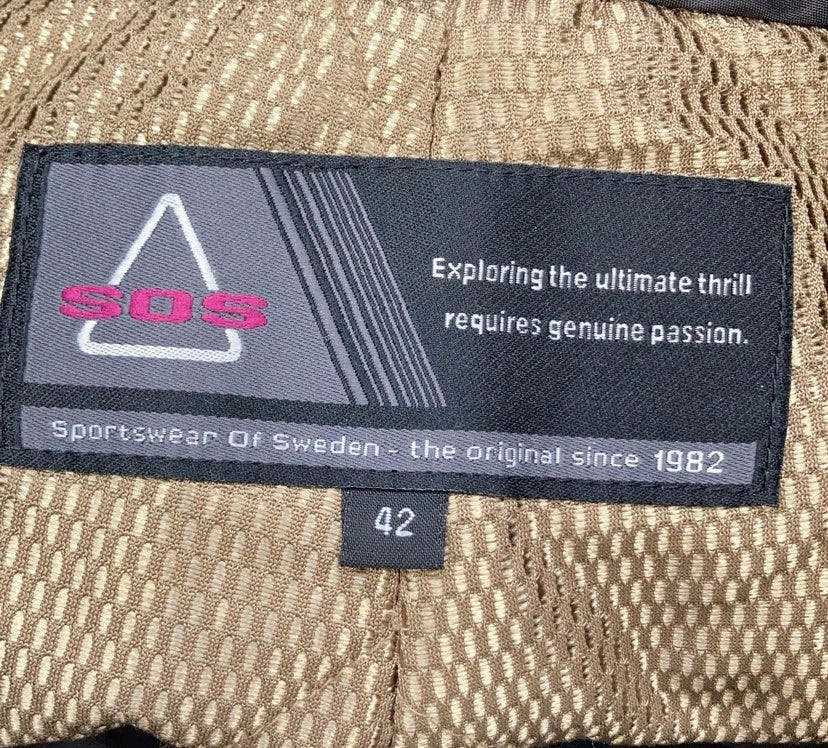 SOS
Exploring the ultimate thrill
requires genuine passion.
Sportswear Of Sweden - the original since 1982
42